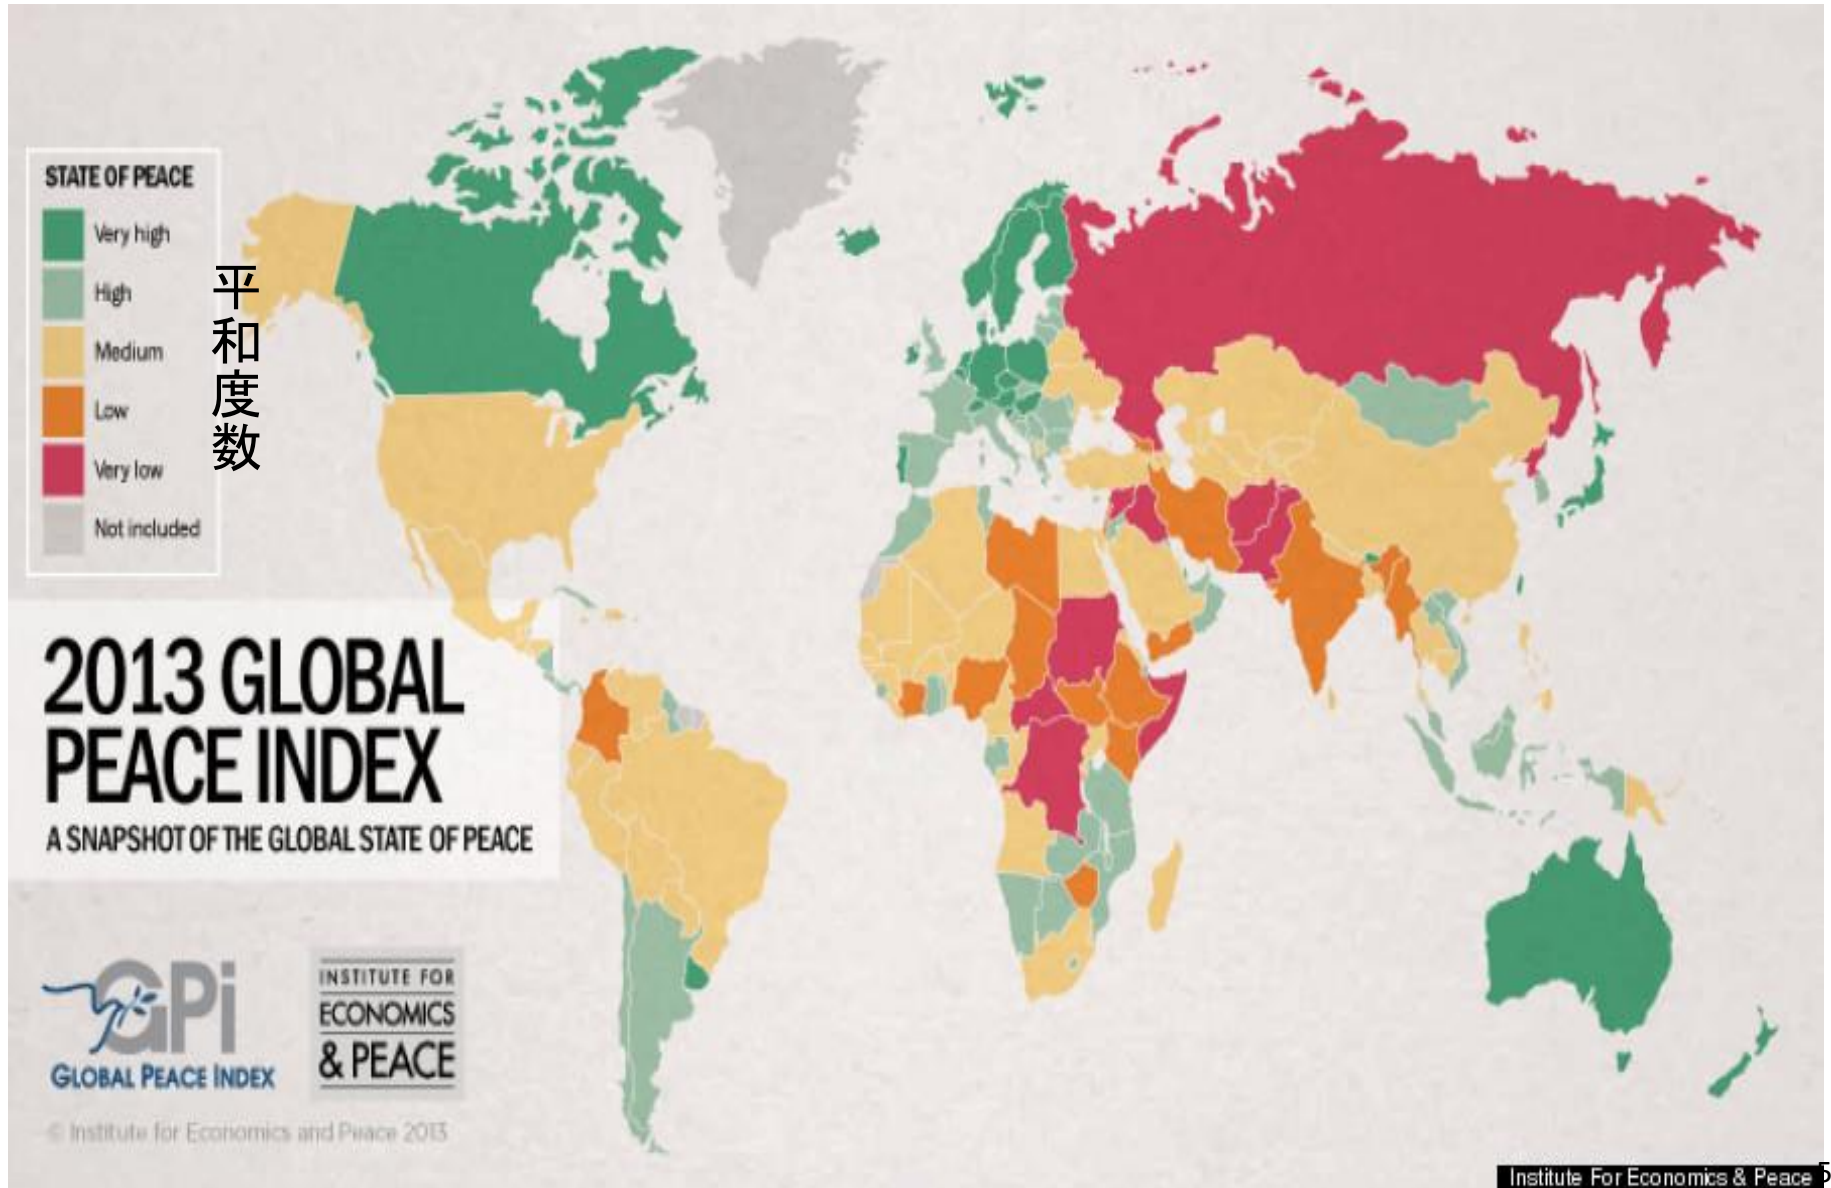 STATE OF PEACE
Very high
High
Medium
Low
Very low
Not included
平和度数
2013 GLOBAL
PEACE INDEX
A SNAPSHOT OF THE GLOBAL STATE OF PEACE
GPi
GLOBAL PEACE INDEX
INSTITUTE FOR
ECONOMICS
& PEACE
© Institute for Economics and Peace 2013
Institute For Economics & Peace
5